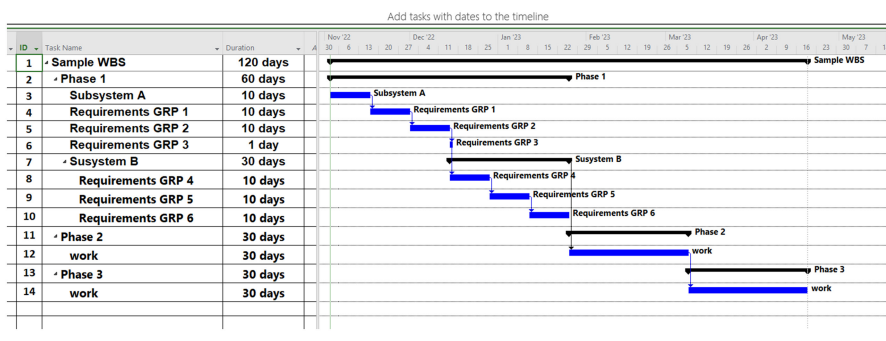 Add tasks with dates to the timeline
Nov '22 Dec '22 Jan '23 Feb '23 Mar '23 Apr '23 May '23
ID Task Name Duration A 30 6 13 20 27 4 11 18 25 1 8 15 22 29 5 12 19 26 5 12 19 26 2 9 16 23 30 7 1
1 Sample WBS 120 days Sample WBS
2 Phase 1 60 days Phase 1
3 Subsystem A 10 days Subsystem A
4 Requirements GRP 1 10 days Requirements GRP 1
5 Requirements GRP 2 10 days Requirements GRP 2
6 Requirements GRP 3 1 day Requirements GRP 3
7 Susystem B 30 days Susystem B
8 Requirements GRP 4 10 days Requirements GRP 4
9 Requirements GRP 5 10 days Requirements GRP 5
10 Requirements GRP 6 10 days Requirements GRP 6
11 Phase 2 30 days Phase 2
12 work 30 days work
13 Phase 3 30 days Phase 3
14 work 30 days work